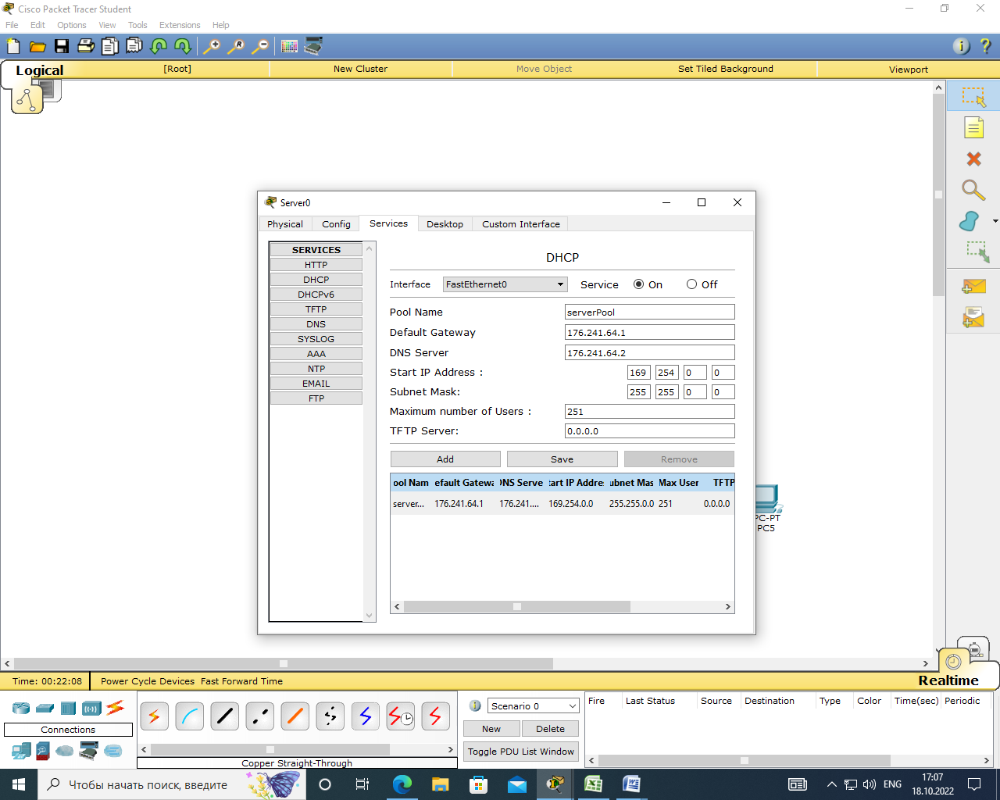 Cisco Packet Tracer Student
File Edit Options View Tools Extensions Help
Logical [Root] New Cluster Move Object Set Tiled Background Viewport
Server0
Physical Config Services Desktop Custom Interface
SERVICES
HTTP
DHCP
DHCPv6
TFTP
DNS
SYSLOG
AAA
NTP
EMAIL
FTP
DHCP
Interface FastEthernet0 Service On Off
Pool Name serverPool
Default Gateway 176.241.64.1
DNS Server 176.241.64.2
Start IP Address : 169 254 0 0
Subnet Mask: 255 255 0 0
Maximum number of Users : 251
TFTP Server: 0.0.0.0
Add Save Remove
ool Nam efault Gatewa DNS Serve tart IP Addre ubnet Mas Max User TFTP
server... 176.241.64.1 176.241.... 169.254.0.0 255.255.0.0 251 0.0.0.0
PC-PT
PC5
Time: 00:22:08 Power Cycle Devices Fast Forward Time Realtime
Connections
Copper Straight-Through
Scenario 0
New Delete
Toggle PDU List Window
Fire Last Status Source Destination Type Color Time(sec) Periodic
Чтобы начать поиск, введите
ENG
17:07
18.10.2022